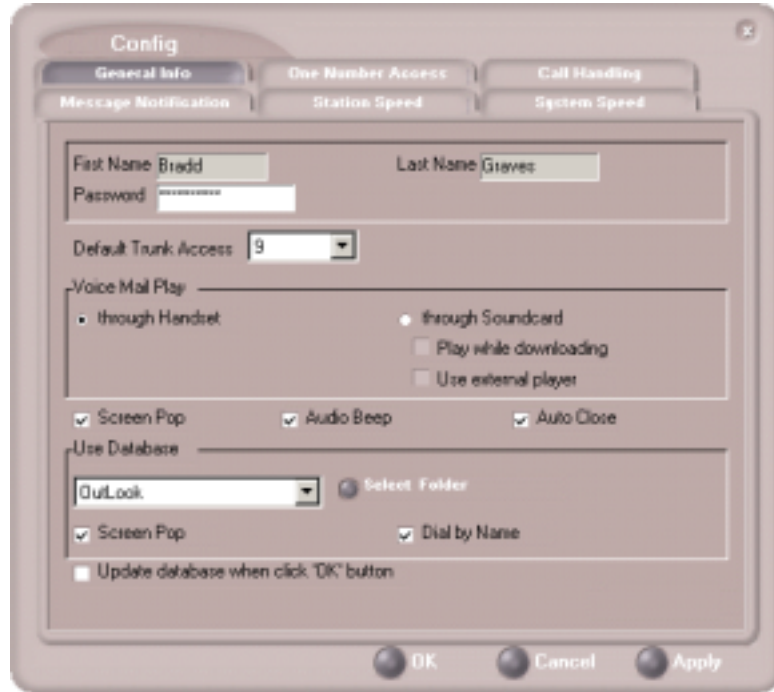 Config
General Info One Number Access Call Handling
Message Notification Station Speed System Speed
First Name Bradd Last Name Graves
Password **********
Default Trunk Access 9
Voice Mail Play
through Handset through Soundcard
Play while downloading
Use external player
Screen Pop Audio Beep Auto Close
Use Database
OutLook Select Folder
Screen Pop Dial by Name
Update database when click "OK" button
OK Cancel Apply